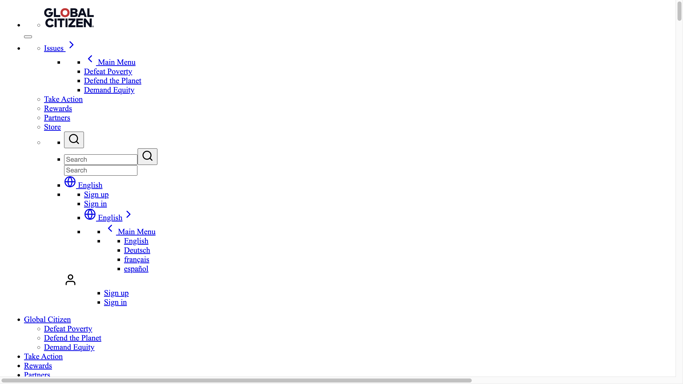 GLOBAL
CITIZEN.
Issues
Main Menu
Defeat Poverty
Defend the Planet
Demand Equity
Take Action
Rewards
Partners
Store
Search
Search
English
Sign up
Sign in
English
Main Menu
English
Deutsch
français
español
Sign up
Sign in
Global Citizen
Defeat Poverty
Defend the Planet
Demand Equity
Take Action
Rewards
Partners